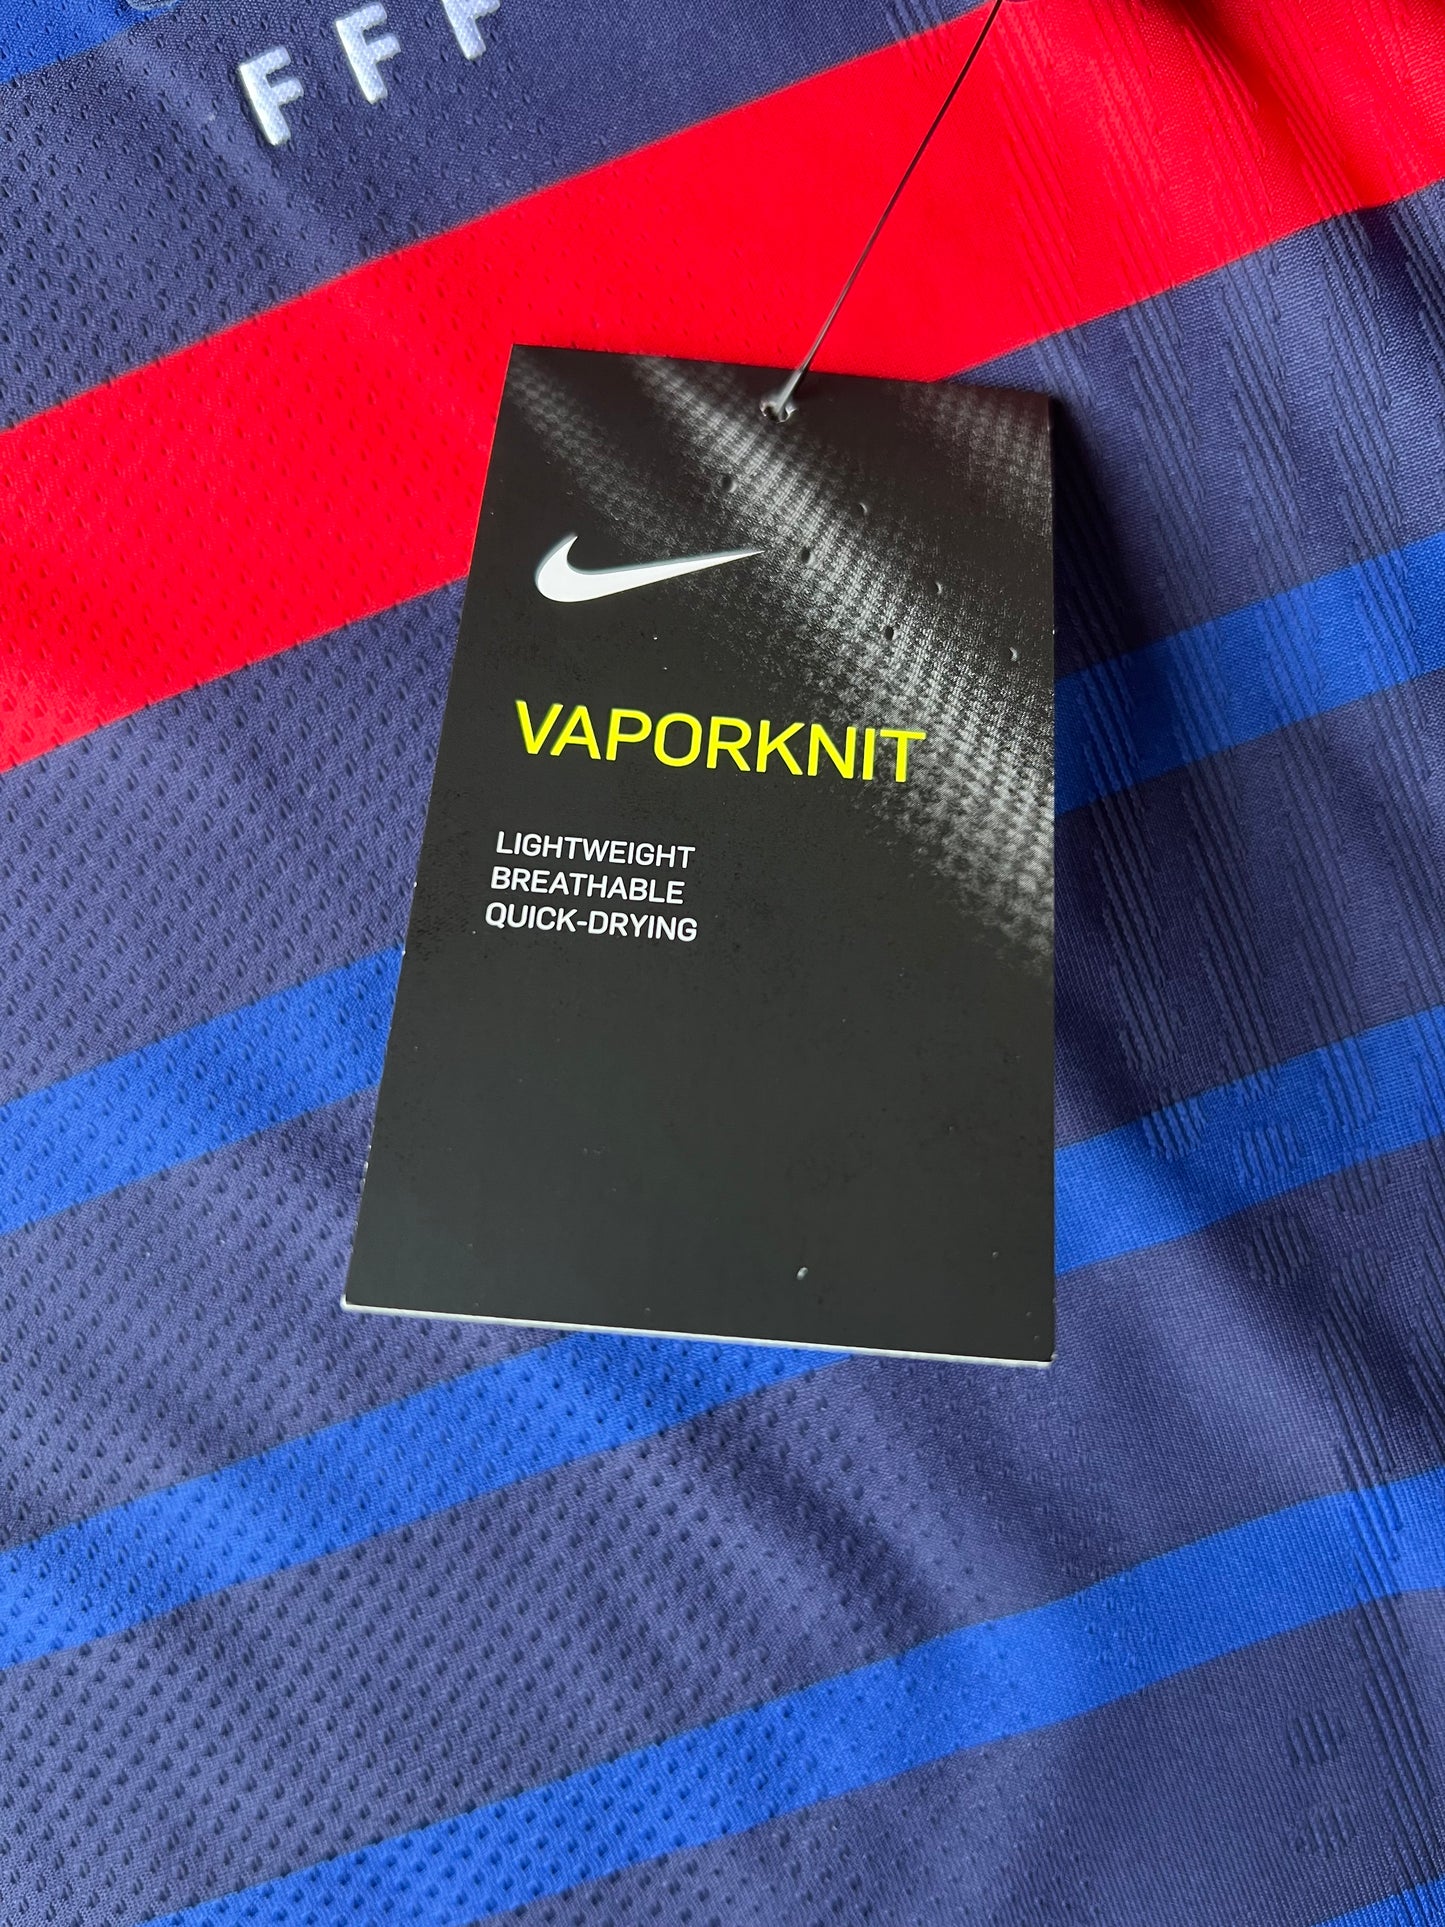 FFF
VAPORKNIT
LIGHTWEIGHT
BREATHABLE
QUICK-DRYING